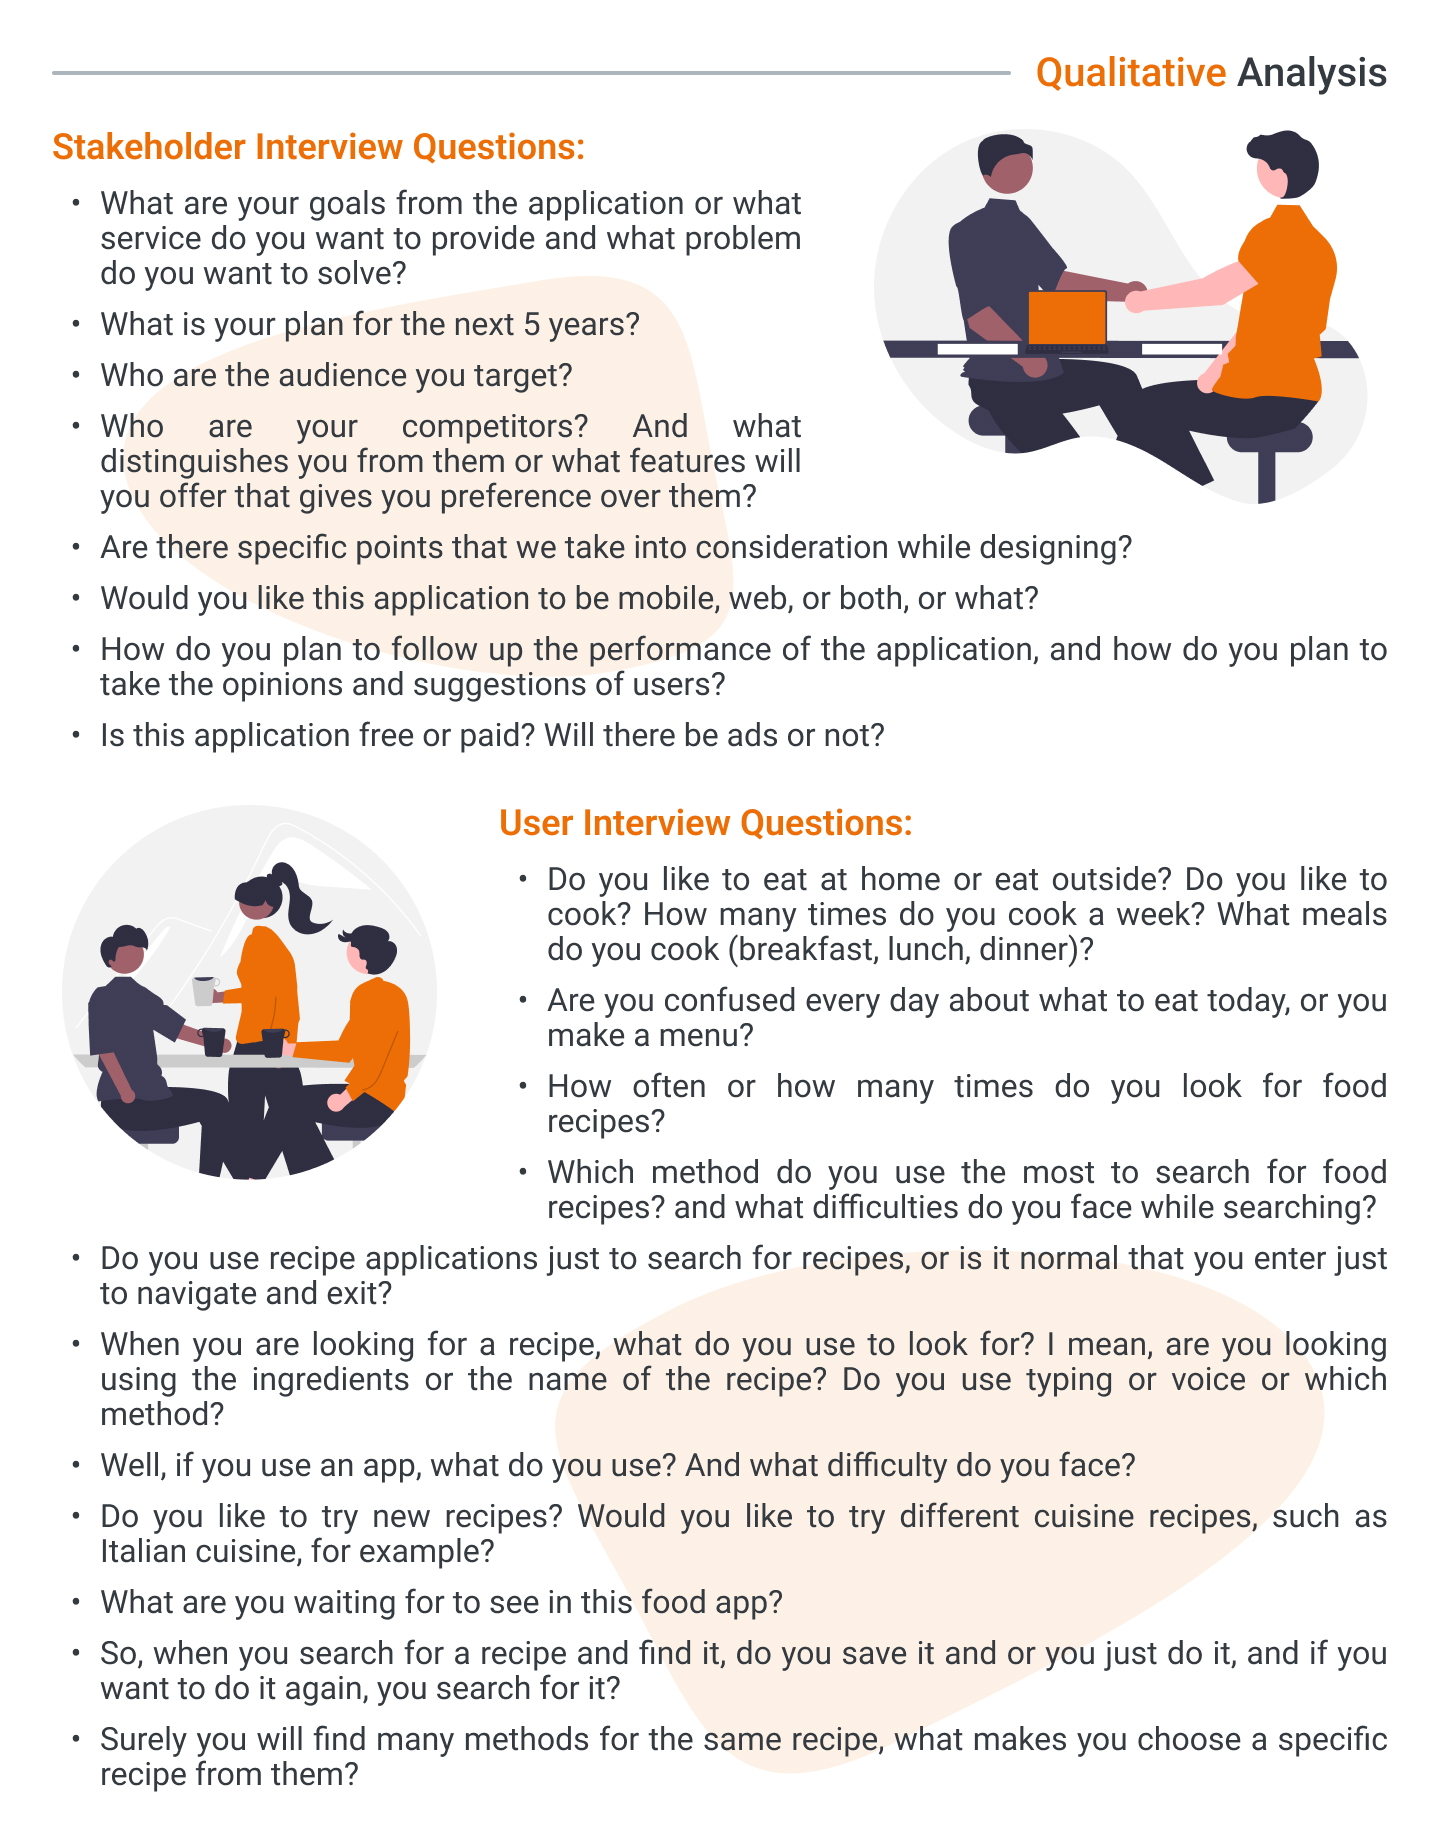 Qualitative Analysis
Stakeholder Interview Questions:
• What are your goals from the application or what
service do you want to provide and what problem
do you want to solve?
• What is your plan for the next 5 years?
• Who are the audience you target?
• Who are your competitors? And what
distinguishes you from them or what features will
you offer that gives you preference over them?
• Are there specific points that we take into consideration while designing?
• Would you like this application to be mobile, web, or both, or what?
• How do you plan to follow up the performance of the application, and how do you plan to
take the opinions and suggestions of users?
• Is this application free or paid? Will there be ads or not?
User Interview Questions:
• Do you like to eat at home or eat outside? Do you like to
cook? How many times do you cook a week? What meals
do you cook (breakfast, lunch, dinner)?
• Are you confused every day about what to eat today, or you
make a menu?
• How often or how many times do you look for food
recipes?
• Which method do you use the most to search for food
recipes? and what difficulties do you face while searching?
• Do you use recipe applications just to search for recipes, or is it normal that you enter just
to navigate and exit?
• When you are looking for a recipe, what do you use to look for? I mean, are you looking
using the ingredients or the name of the recipe? Do you use typing or voice or which
method?
• Well, if you use an app, what do you use? And what difficulty do you face?
• Do you like to try new recipes? Would you like to try different cuisine recipes, such as
Italian cuisine, for example?
• What are you waiting for to see in this food app?
• So, when you search for a recipe and find it, do you save it and or you just do it, and if you
want to do it again, you search for it?
• Surely you will find many methods for the same recipe, what makes you choose a specific
recipe from them?